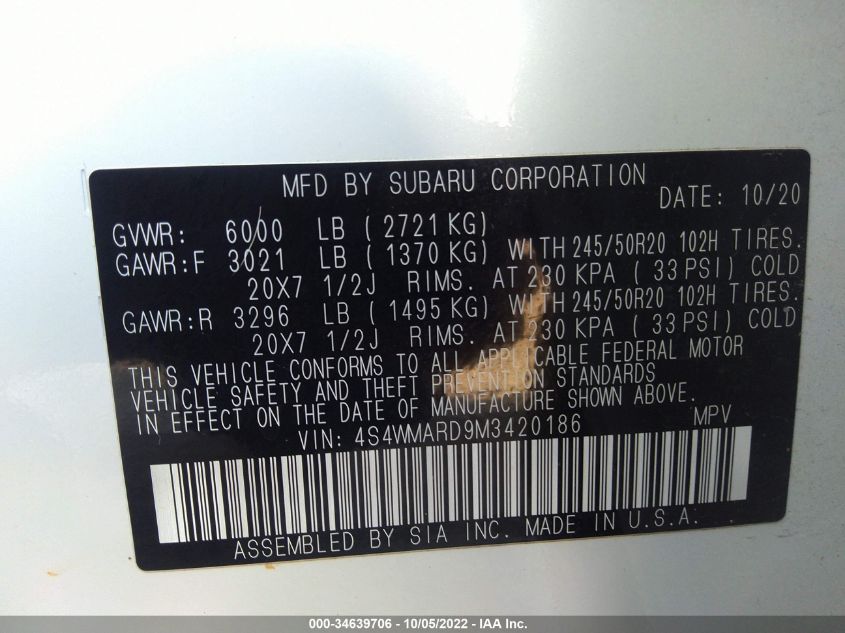 MFD BY SUBARU CORPORATION DATE: 10/20
GVWR: 6000 LB (2721 KG)
GAWR:F 3021 LB (1370 KG) WITH 245/50R20 102H TIRES.
20X7 1/2J RIMS. AT 230 KPA (33 PSI) COLD
GAWR:R 3296 LB (1495 KG) WITH 245/50R20 102H TIRES.
20X7 1/2J RIMS. AT 230 KPA (33 PSI) COLD
THIS VEHICLE CONFORMS TO ALL APPLICABLE FEDERAL MOTOR
VEHICLE SAFETY AND THEFT PREVENTION STANDARDS
IN EFFECT ON THE DATE OF MANUFACTURE SHOWN ABOVE.
VIN: 4S4WMARD9M3420186 MPV
ASSEMBLED BY SIA INC. MADE IN U.S.A.
000-34639706 - 10/05/2022 - IAA Inc.